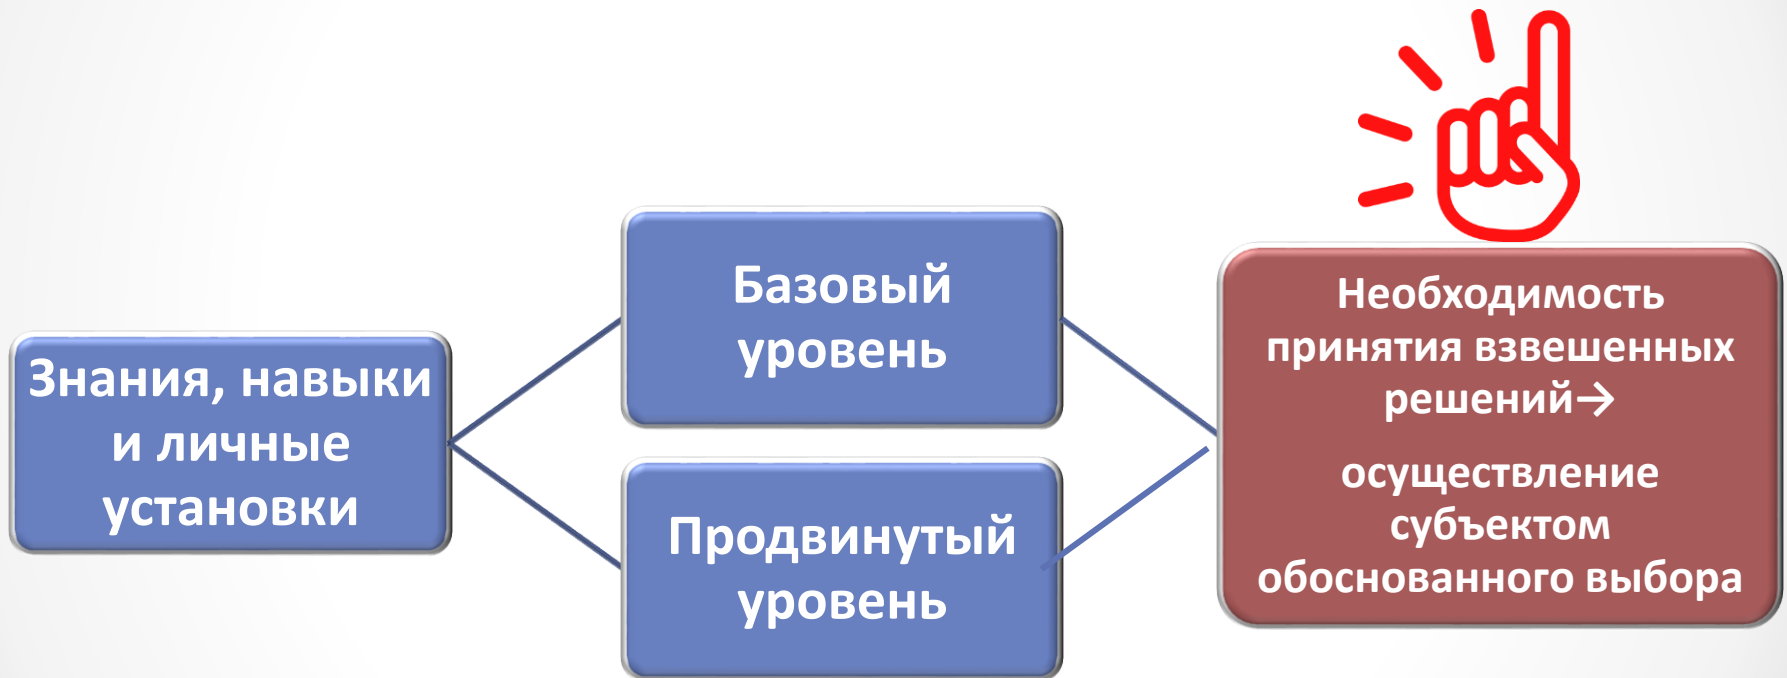 Знания, навыки
и личные
установки
Базовый
уровень
Продвинутый
уровень
Необходимость
принятия взвешенных
решений→
осуществление
субъектом
обоснованного выбора